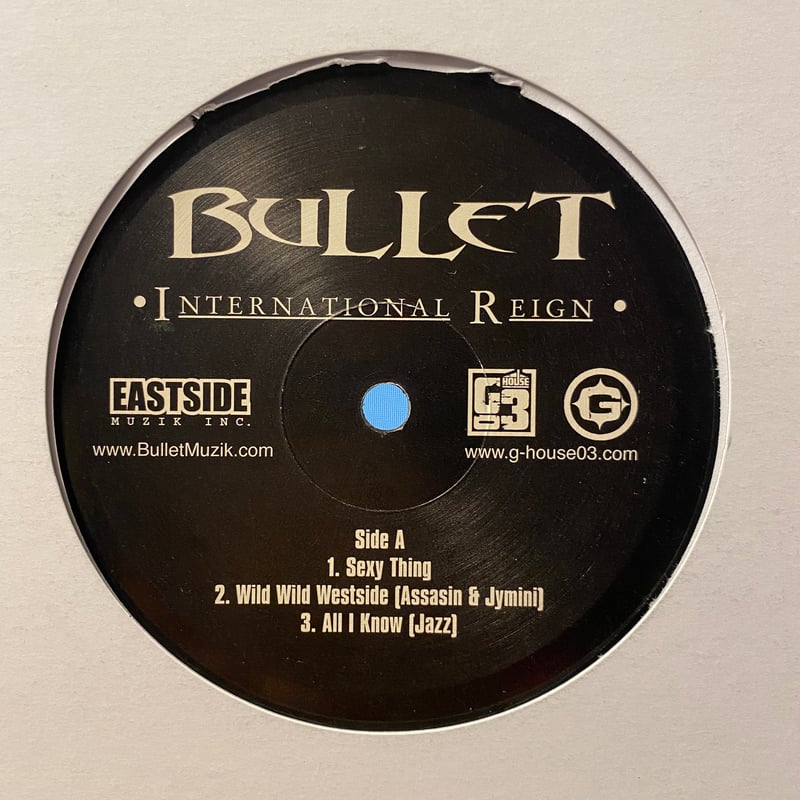 BULLET
•INTERNATIONAL REIGN•
EASTSIDE
MUZIK INC.
www.BulletMuzik.com
G HOUSE
03
G
www.g-house03.com
Side A
1. Sexy Thing
2. Wild Wild Westside (Assasin & Jymini)
3. All I Know (Jazz)